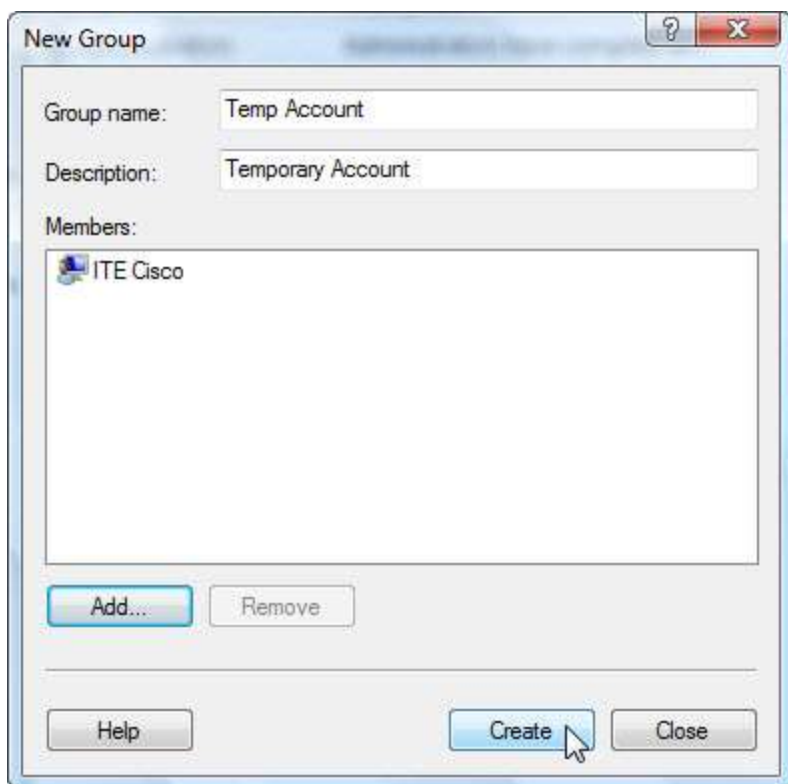 New Group
Group name: Temp Account
Description: Temporary Account
Members:
ITE Cisco
Add... Remove
Help Create Close